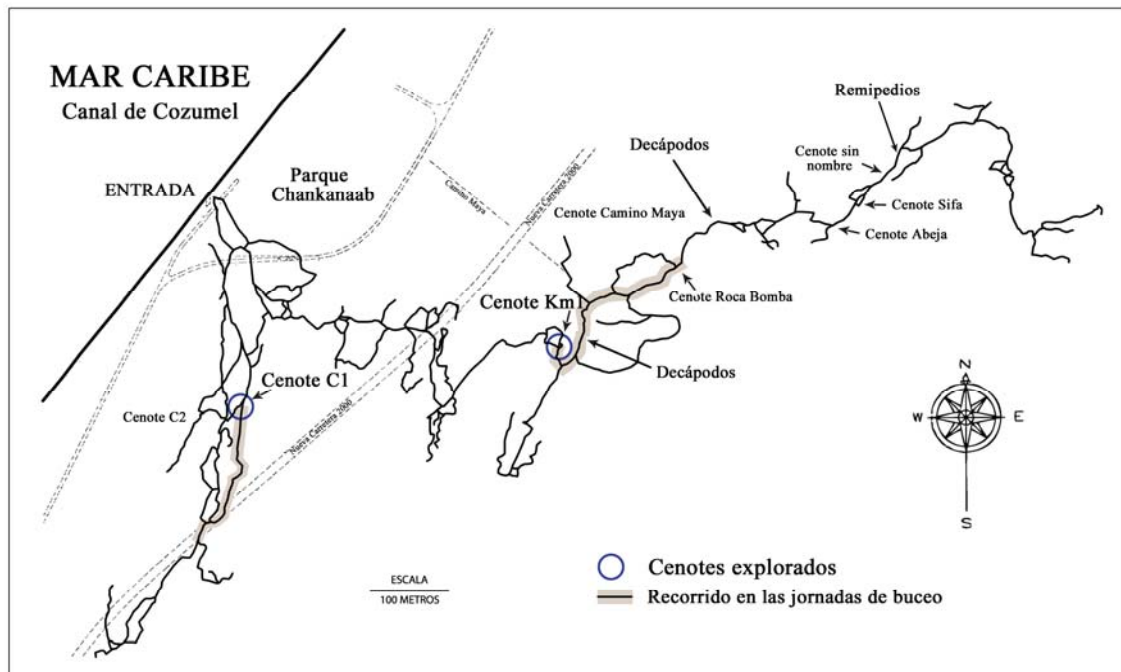 MAR CARIBE
Canal de Cozumel
ENTRADA
Parque
Chankanaab
Camino Maya
Nueva Carretera 2000
Cenote Camino Maya
Decápodos
Remipedios
Cenote sin
nombre
Cenote Sifa
Cenote Abeja
Cenote Roca Bomba
Cenote Km1
Decápodos
Cenote C1
Cenote C2
Nueva Carretera 2000
N
W
E
S
ESCALA
100 METROS
Cenotes explorados
Recorrido en las jornadas de buceo